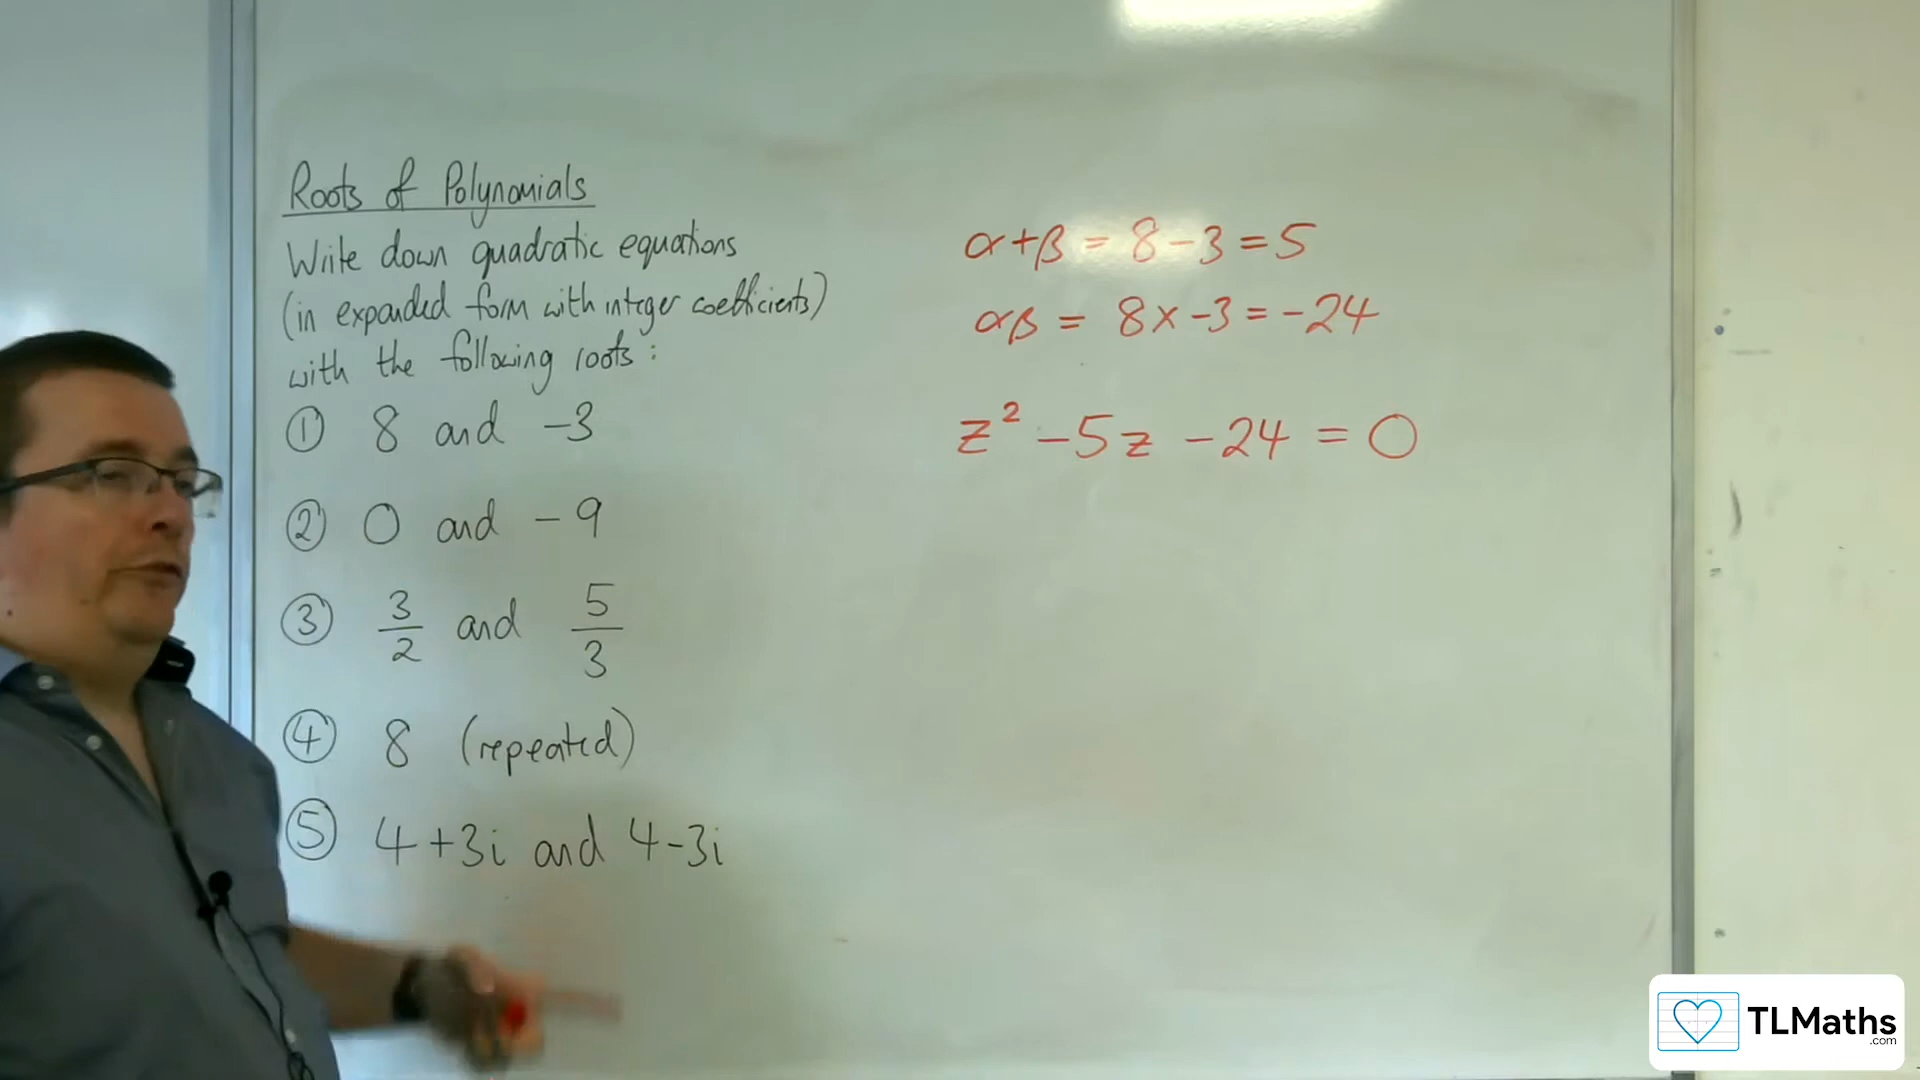 Roots of Polynomials
Write down quadratic equations
(in expanded form with integer coefficients)
with the following roots:
① 8 and -3
② 0 and -9
③ 3/2 and 5/3
④ 8 (repeated)
⑤ 4+3i and 4-3i
α+β = 8-3 = 5
αβ = 8×-3 = -24
z² -5z -24 = 0
TLMaths
.com